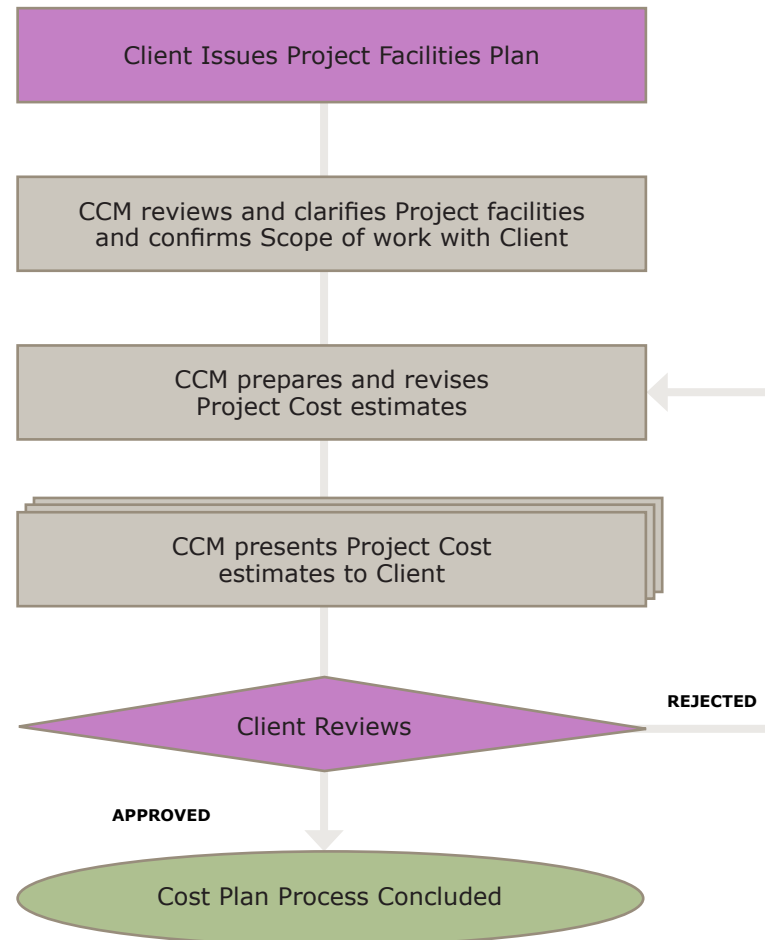 Client Issues Project Facilities Plan
CCM reviews and clarifies Project facilities
and confirms Scope of work with Client
CCM prepares and revises
Project Cost estimates
CCM presents Project Cost
estimates to Client
REJECTED
Client Reviews
APPROVED
Cost Plan Process Concluded